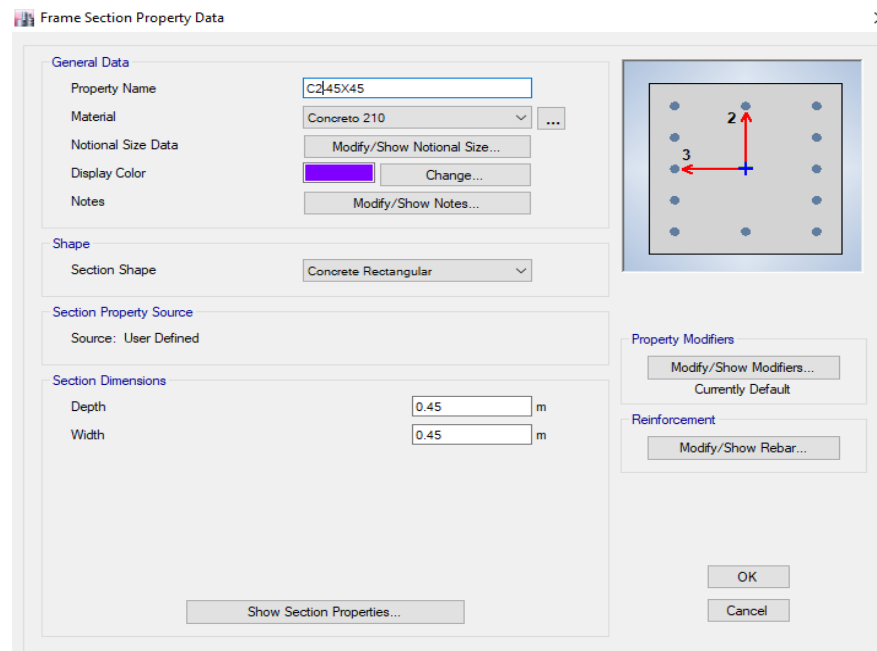 Frame Section Property Data
General Data
Property Name C2-45X45
Material Concreto 210 ...
Notional Size Data Modify/Show Notional Size...
Display Color Change...
Notes Modify/Show Notes...
2
3
Shape
Section Shape Concrete Rectangular
Section Property Source
Source: User Defined
Property Modifiers
Modify/Show Modifiers...
Currently Default
Section Dimensions
Depth 0.45 m
Width 0.45 m
Reinforcement
Modify/Show Rebar...
Show Section Properties...
OK
Cancel